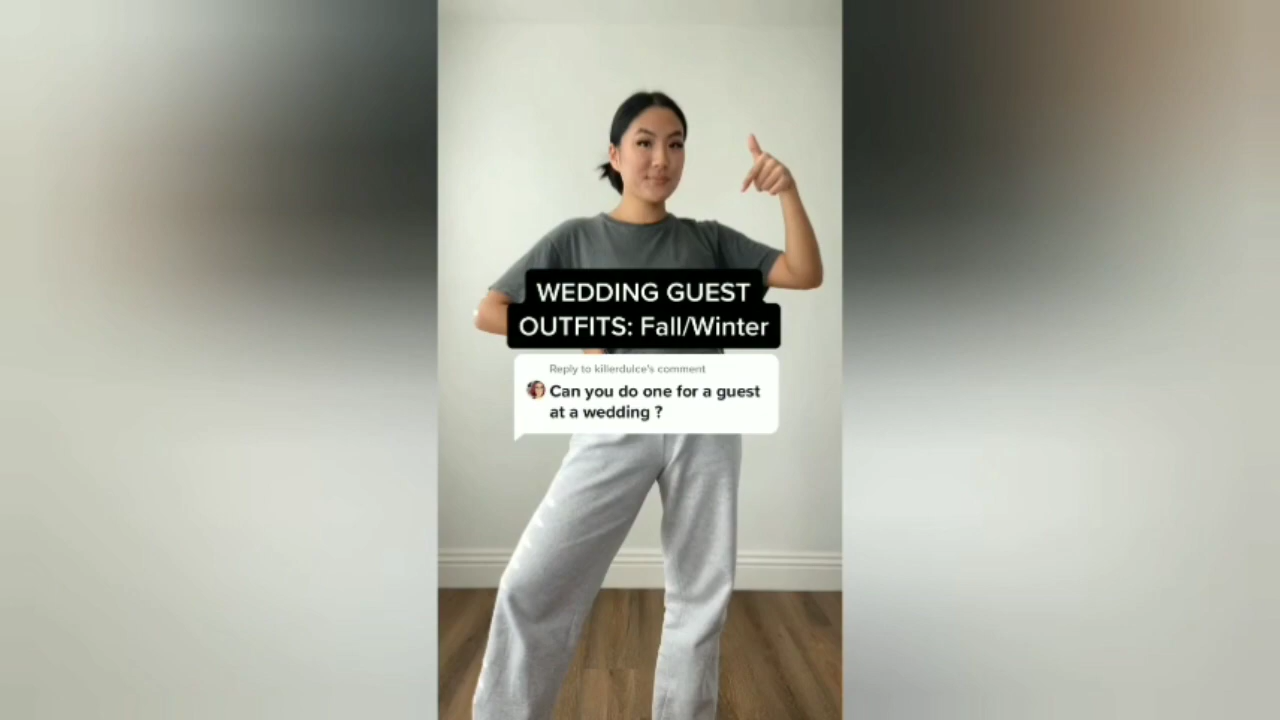 WEDDING GUEST
OUTFITS: Fall/Winter
Reply to killerdulce's comment
Can you do one for a guest
at a wedding ?